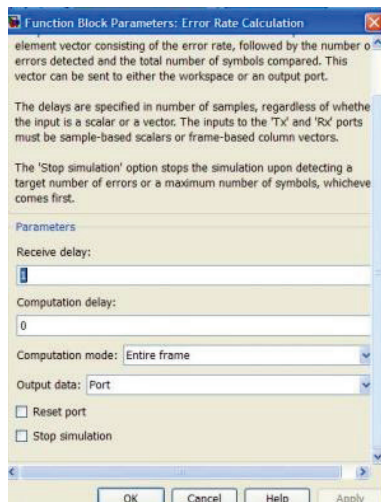 Function Block Parameters: Error Rate Calculation
element vector consisting of the error rate, followed by the number o
errors detected and the total number of symbols compared. This
vector can be sent to either the workspace or an output port.
The delays are specified in number of samples, regardless of whethe
the input is a scalar or a vector. The inputs to the 'Tx' and 'Rx' ports
must be sample-based scalars or frame-based column vectors.
The 'Stop simulation' option stops the simulation upon detecting a
target number of errors or a maximum number of symbols, whicheve
comes first.
Parameters
Receive delay:
Computation delay:
0
Computation mode: Entire frame
Output data: Port
Reset port
Stop simulation
OK Cancel Help Apply